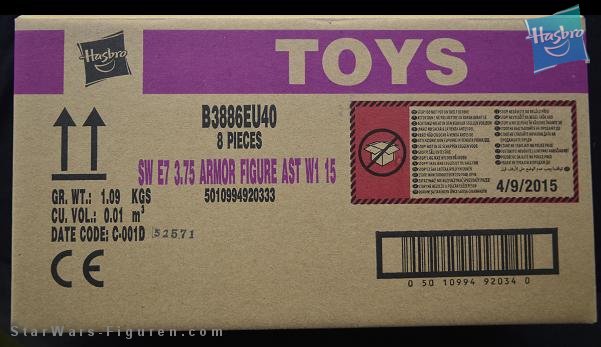 Hasbro
TOYS
Hasbro
B3886EU40
8 PIECES
SW E7 3.75 ARMOR FIGURE AST W1 15
5010994920333
GR. WT.: 1.09 KGS
CU. VOL.: 0.01 m³
DATE CODE: C-001D 52571
CE
4/9/2015
0 50 10994 92034 0
StarWars-Figuren.com